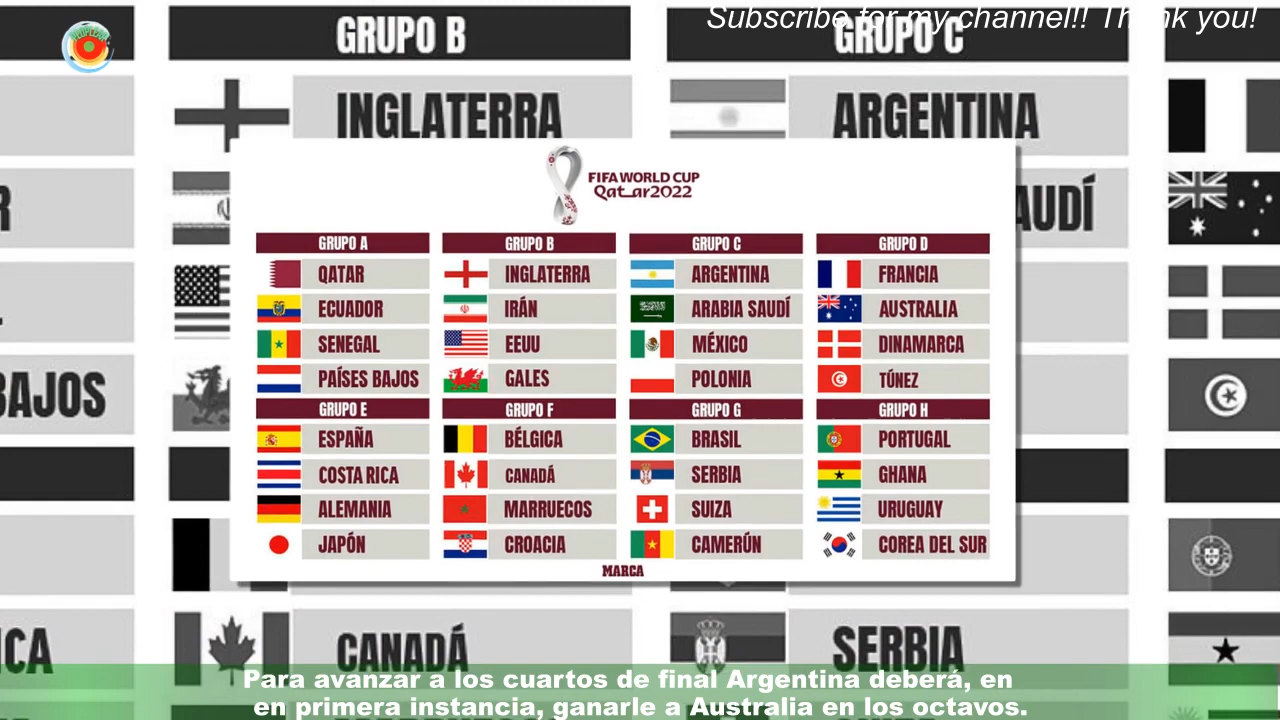 Subscribe for my channel!! Thank you!
GRUPO B
GRUPO C
INGLATERRA
ARGENTINA
R
AUDÍ
BAJOS
FIFA WORLD CUP
Qatar2022
GRUPO A
GRUPO B
GRUPO C
GRUPO D
QATAR
INGLATERRA
ARGENTINA
FRANCIA
ECUADOR
IRÁN
ARABIA SAUDÍ
AUSTRALIA
SENEGAL
EEUU
MÉXICO
DINAMARCA
PAÍSES BAJOS
GALES
POLONIA
TÚNEZ
GRUPO E
GRUPO F
GRUPO G
GRUPO H
ESPAÑA
BÉLGICA
BRASIL
PORTUGAL
COSTA RICA
CANADÁ
SERBIA
GHANA
ALEMANIA
MARRUECOS
SUIZA
URUGUAY
JAPÓN
CROACIA
CAMERÚN
COREA DEL SUR
MARCA
ICA
CANADÁ
SERBIA
Para avanzar a los cuartos de final Argentina deberá, en
en primera instancia, ganarle a Australia en los octavos.